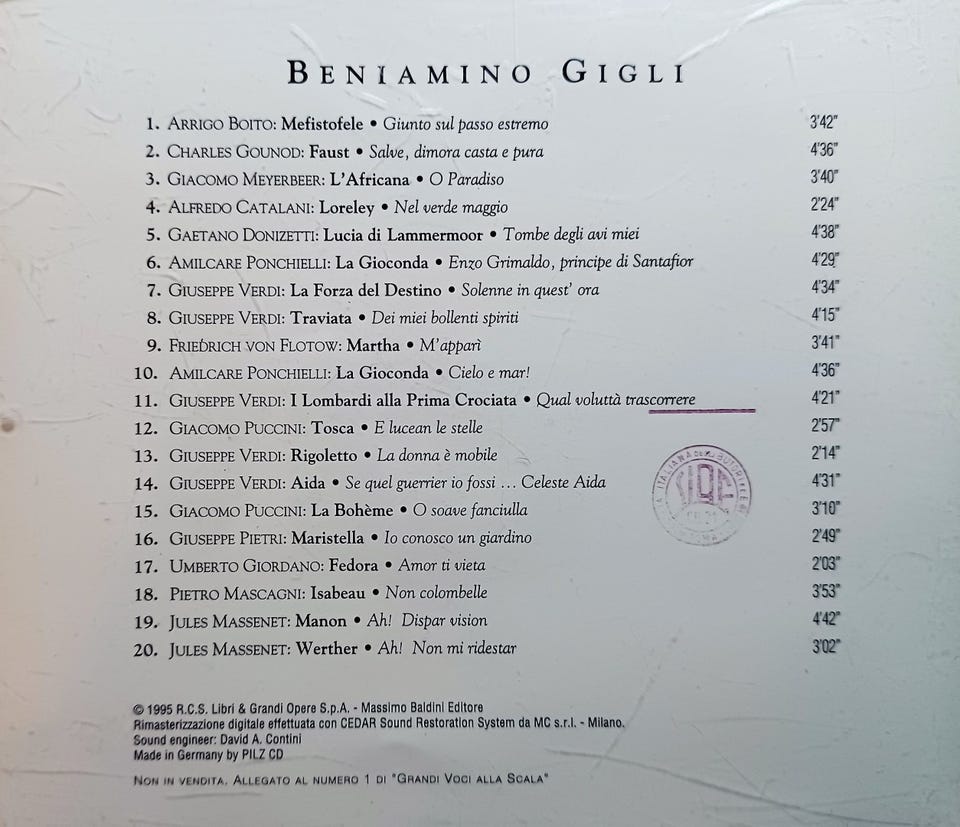 BENIAMINO GIGLI
1. ARRIGO BOITO: Mefistofele • Giunto sul passo estremo 3'42"
2. CHARLES GOUNOD: Faust • Salve, dimora casta e pura 4'36"
3. GIACOMO MEYERBEER: L'Africana • O Paradiso 3'40"
4. ALFREDO CATALANI: Loreley • Nel verde maggio 2'24"
5. GAETANO DONIZETTI: Lucia di Lammermoor • Tombe degli avi miei 4'38"
6. AMILCARE PONCHIELLI: La Gioconda • Enzo Grimaldo, principe di Santafior 4'29"
7. GIUSEPPE VERDI: La Forza del Destino • Solenne in quest' ora 4'34"
8. GIUSEPPE VERDI: Traviata • Dei miei bollenti spiriti 4'15"
9. FRIEDRICH VON FLOTOW: Martha • M'apparì 3'41"
10. AMILCARE PONCHIELLI: La Gioconda • Cielo e mar! 4'36"
11. GIUSEPPE VERDI: I Lombardi alla Prima Crociata • Qual voluttà trascorrere 4'21"
12. GIACOMO PUCCINI: Tosca • E lucean le stelle 2'57"
13. GIUSEPPE VERDI: Rigoletto • La donna è mobile 2'14"
14. GIUSEPPE VERDI: Aida • Se quel guerrier io fossi ... Celeste Aida 4'31"
15. GIACOMO PUCCINI: La Bohème • O soave fanciulla 3'10"
16. GIUSEPPE PIETRI: Maristella • Io conosco un giardino 2'49"
17. UMBERTO GIORDANO: Fedora • Amor ti vieta 2'03"
18. PIETRO MASCAGNI: Isabeau • Non colombelle 3'53"
19. JULES MASSENET: Manon • Ah! Dispar vision 4'42"
20. JULES MASSENET: Werther • Ah! Non mi ridestar 3'02"
ITALIANA
© 1995 R.C.S. Libri & Grandi Opere S.p.A. - Massimo Baldini Editore
Rimasterizzazione digitale effettuata con CEDAR Sound Restoration System da MC s.r.l. - Milano.
Sound engineer: David A. Contini
Made in Germany by PILZ CD
NON IN VENDITA. ALLEGATO AL NUMERO 1 DI "GRANDI VOCI ALLA SCALA"